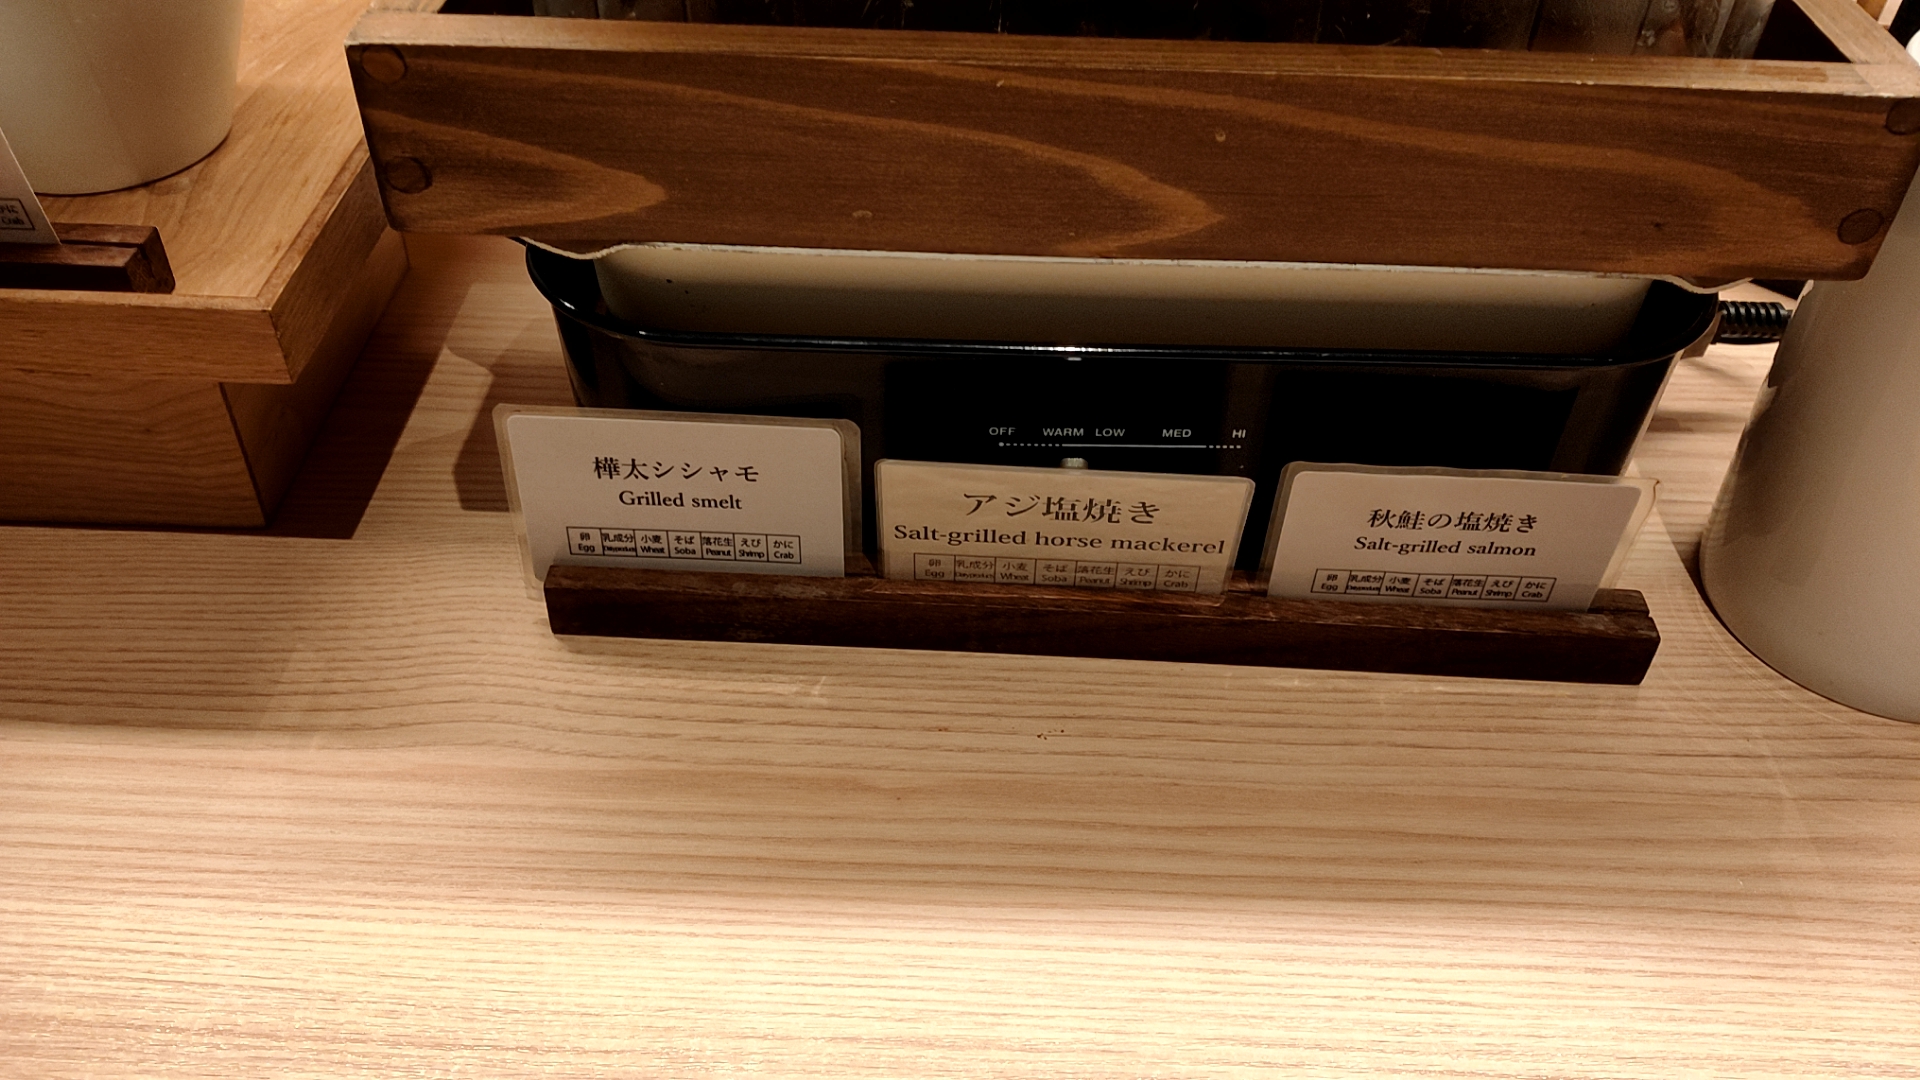 かに
Crab
OFF WARM LOW MED HI
樺太シシャモ
Grilled smelt
卵 乳成分 小麦 そば 落花生 えび かに
Egg Wheat Soba Peanut Shrimp Crab
アジ塩焼き
Salt-grilled horse mackerel
卵 乳成分 小麦 そば 落花生 えび かに
Egg Wheat Soba Peanut Shrimp Crab
秋鮭の塩焼き
Salt-grilled salmon
卵 乳成分 小麦 そば 落花生 えび かに
Egg Wheat Soba Peanut Shrimp Crab